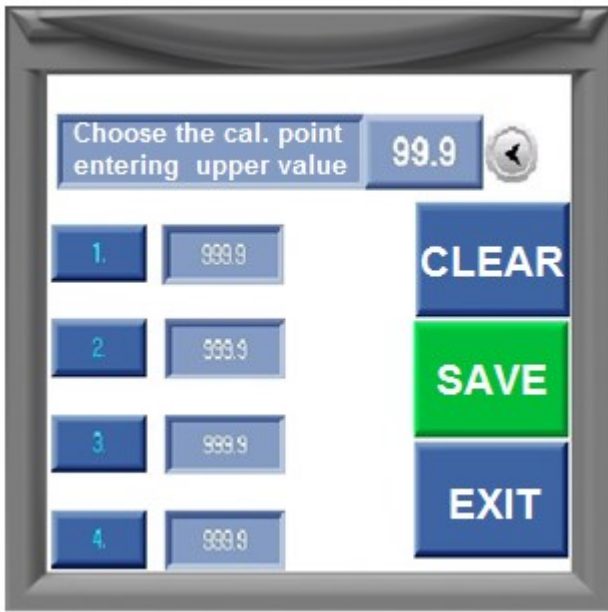 Choose the cal. point
entering upper value
99.9
1.
999.9
CLEAR
2.
999.9
SAVE
3.
999.9
EXIT
4.
999.9